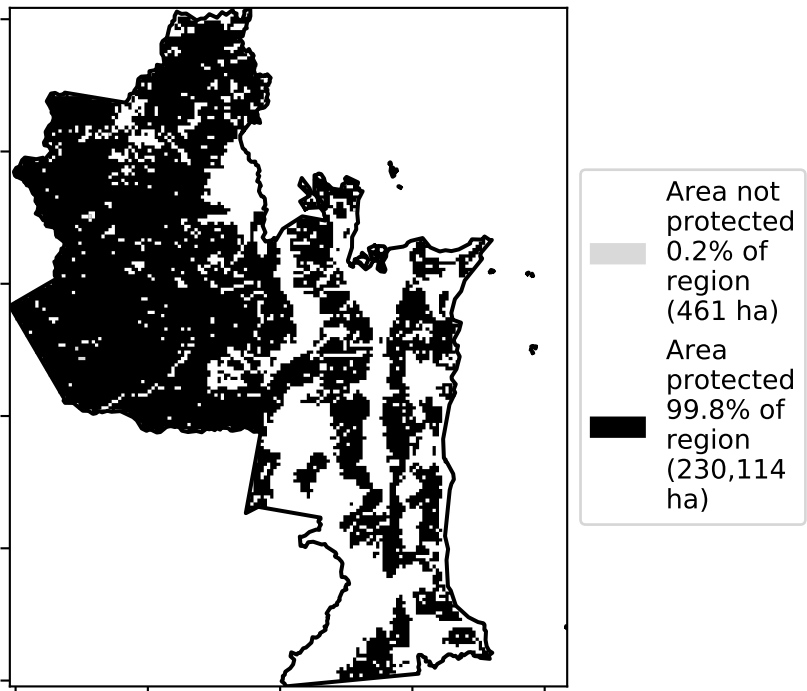 Area not
protected
0.2% of
region
(461 ha)
Area
protected
99.8% of
region
(230,114
ha)